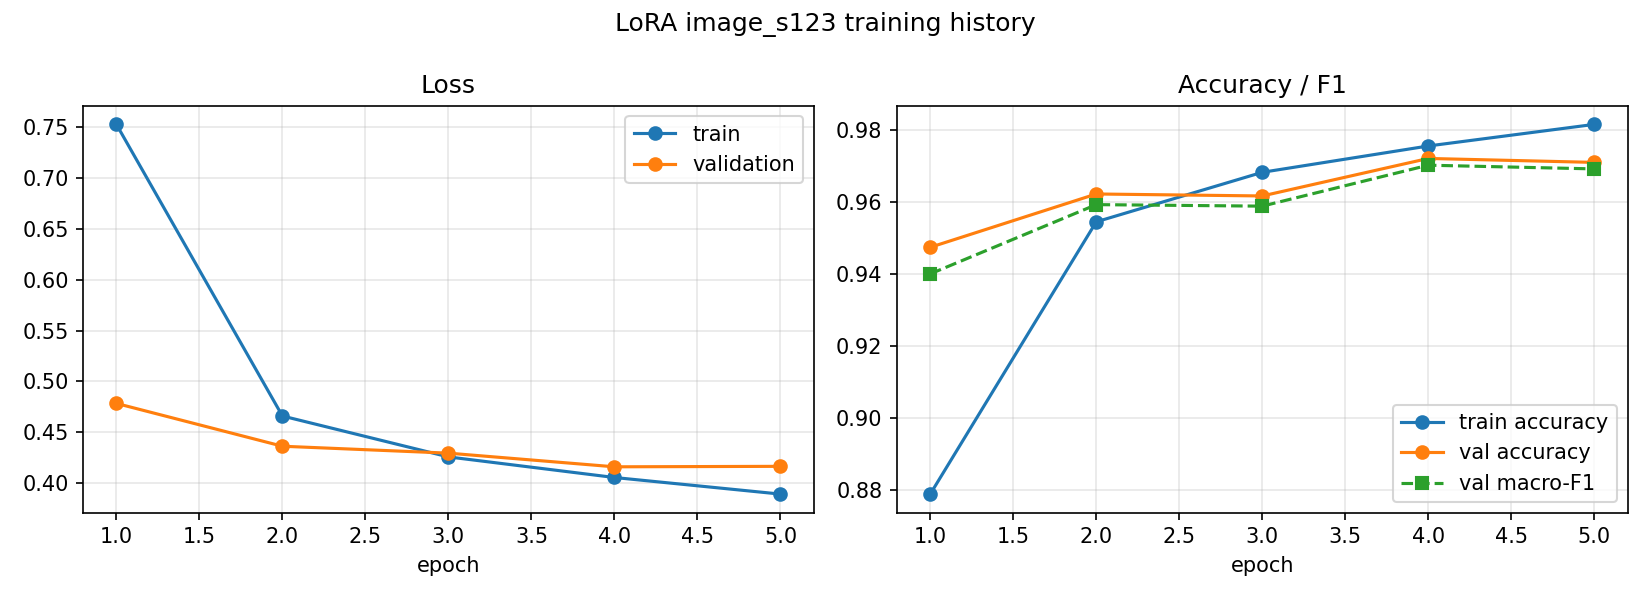 LoRA image_s123 training history
Loss
0.75
0.70
0.65
0.60
0.55
0.50
0.45
0.40
train
validation
1.0 1.5 2.0 2.5 3.0 3.5 4.0 4.5 5.0
epoch
Accuracy / F1
0.98
0.96
0.94
0.92
0.90
0.88
train accuracy
val accuracy
val macro-F1
1.0 1.5 2.0 2.5 3.0 3.5 4.0 4.5 5.0
epoch